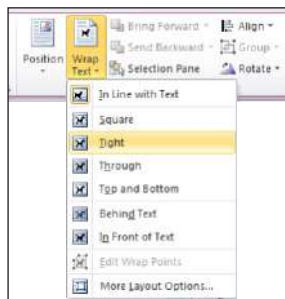 Position
Wrap Text
Bring Forward
Send Backward
Selection Pane
Align
Group
Rotate
In Line with Text
Square
Tight
Through
Top and Bottom
Behind Text
In Front of Text
Edit Wrap Points
More Layout Options...